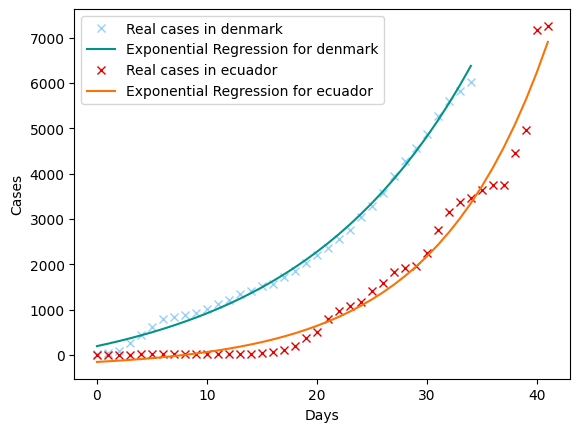 Real cases in denmark
Exponential Regression for denmark
Real cases in ecuador
Exponential Regression for ecuador
7000
6000
5000
4000
3000
2000
1000
0
Cases
0 10 20 30 40
Days